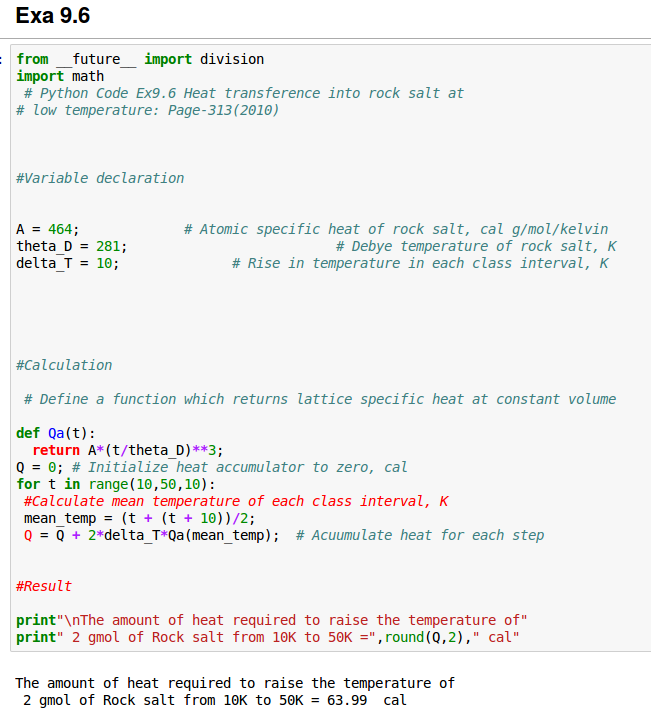 Exa 9.6
from __future__ import division
import math
# Python Code Ex9.6 Heat transference into rock salt at
# low temperature: Page-313(2010)
#Variable declaration
A = 464; # Atomic specific heat of rock salt, cal g/mol/kelvin
theta_D = 281; # Debye temperature of rock salt, K
delta_T = 10; # Rise in temperature in each class interval, K
#Calculation
# Define a function which returns lattice specific heat at constant volume
def Qa(t):
return A*(t/theta_D)**3;
Q = 0; # Initialize heat accumulator to zero, cal
for t in range(10,50,10):
#Calculate mean temperature of each class interval, K
mean_temp = (t + (t + 10))/2;
Q = Q + 2*delta_T*Qa(mean_temp); # Acuumulate heat for each step
#Result
print"\nThe amount of heat required to raise the temperature of"
print" 2 gmol of Rock salt from 10K to 50K =",round(Q,2)," cal"
The amount of heat required to raise the temperature of
2 gmol of Rock salt from 10K to 50K = 63.99 cal